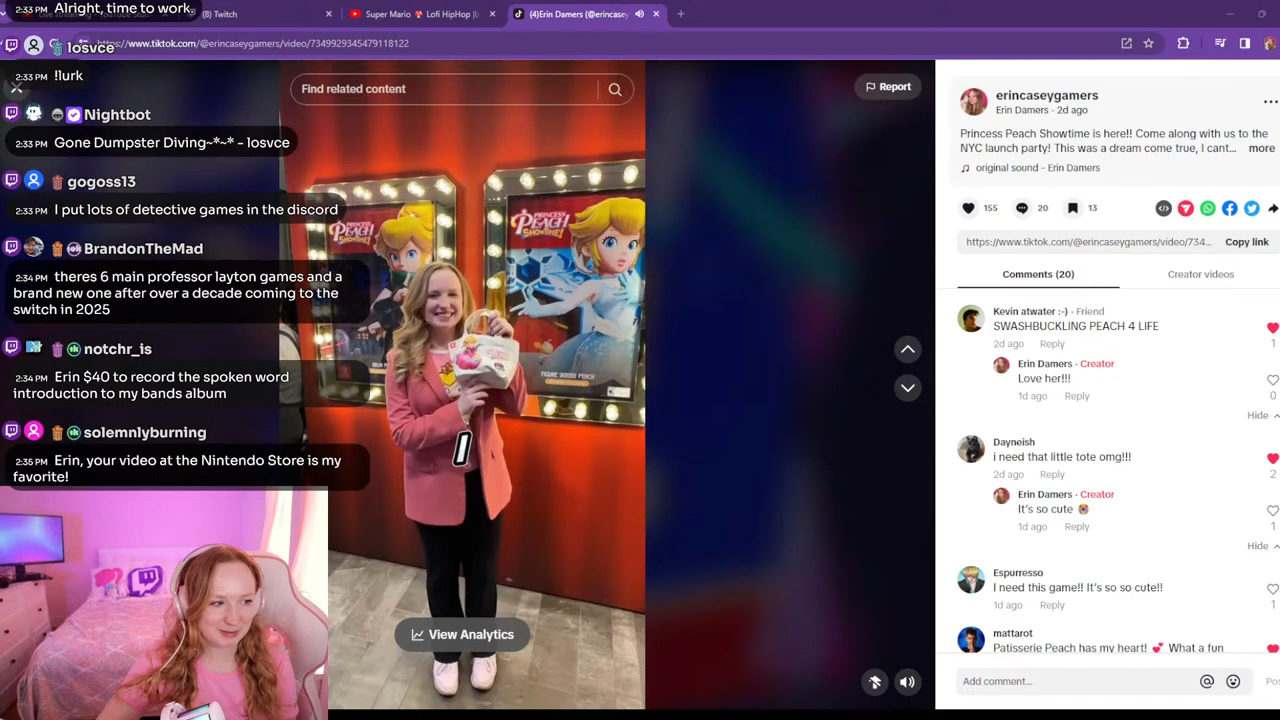 2:33 PM Alright, time to work.
(8) Twitch
Super Mario 🍄 Lofi HipHop |
(4)Erin Damers (@erincasey
https://www.tiktok.com/@erincaseygamers/video/7349929345479118122
losvce
2:33 PM !lurk
Nightbot
2:33 PM Gone Dumpster Diving~*~* - losvce
gogoss13
2:33 PM I put lots of detective games in the discord
BrandonTheMad
2:34 PM theres 6 main professor layton games and a
brand new one after over a decade coming to the
switch in 2025
notchr_is
2:34 PM Erin $40 to record the spoken word
introduction to my bands album
solemnlyburning
2:35 PM Erin, your video at the Nintendo Store is my
favorite!
Find related content
Report
PRINCESS
PEACH
SHOWTIME!
PRINCESS
PEACH
SHOWTIME!
FIGURE SKATER PEACH
I
View Analytics
erincaseygamers
Erin Damers · 2d ago
Princess Peach Showtime is here!! Come along with us to the
NYC launch party! This was a dream come true, I cant... more
original sound - Erin Damers
155
20
13
https://www.tiktok.com/@erincaseygamers/video/734...
Copy link
Comments (20)
Creator videos
Kevin atwater :-) · Friend
SWASHBUCKLING PEACH 4 LIFE
2d ago Reply
1
Erin Damers · Creator
Love her!!!
1d ago Reply
0
Hide
Dayneish
i need that little tote omg!!!
2d ago Reply
2
Erin Damers · Creator
It's so cute 🌸
1d ago Reply
1
Hide
Espurresso
I need this game!! It's so so cute!!
1d ago Reply
1
mattarot
Patisserie Peach has my heart! 💕 What a fun
Add comment...